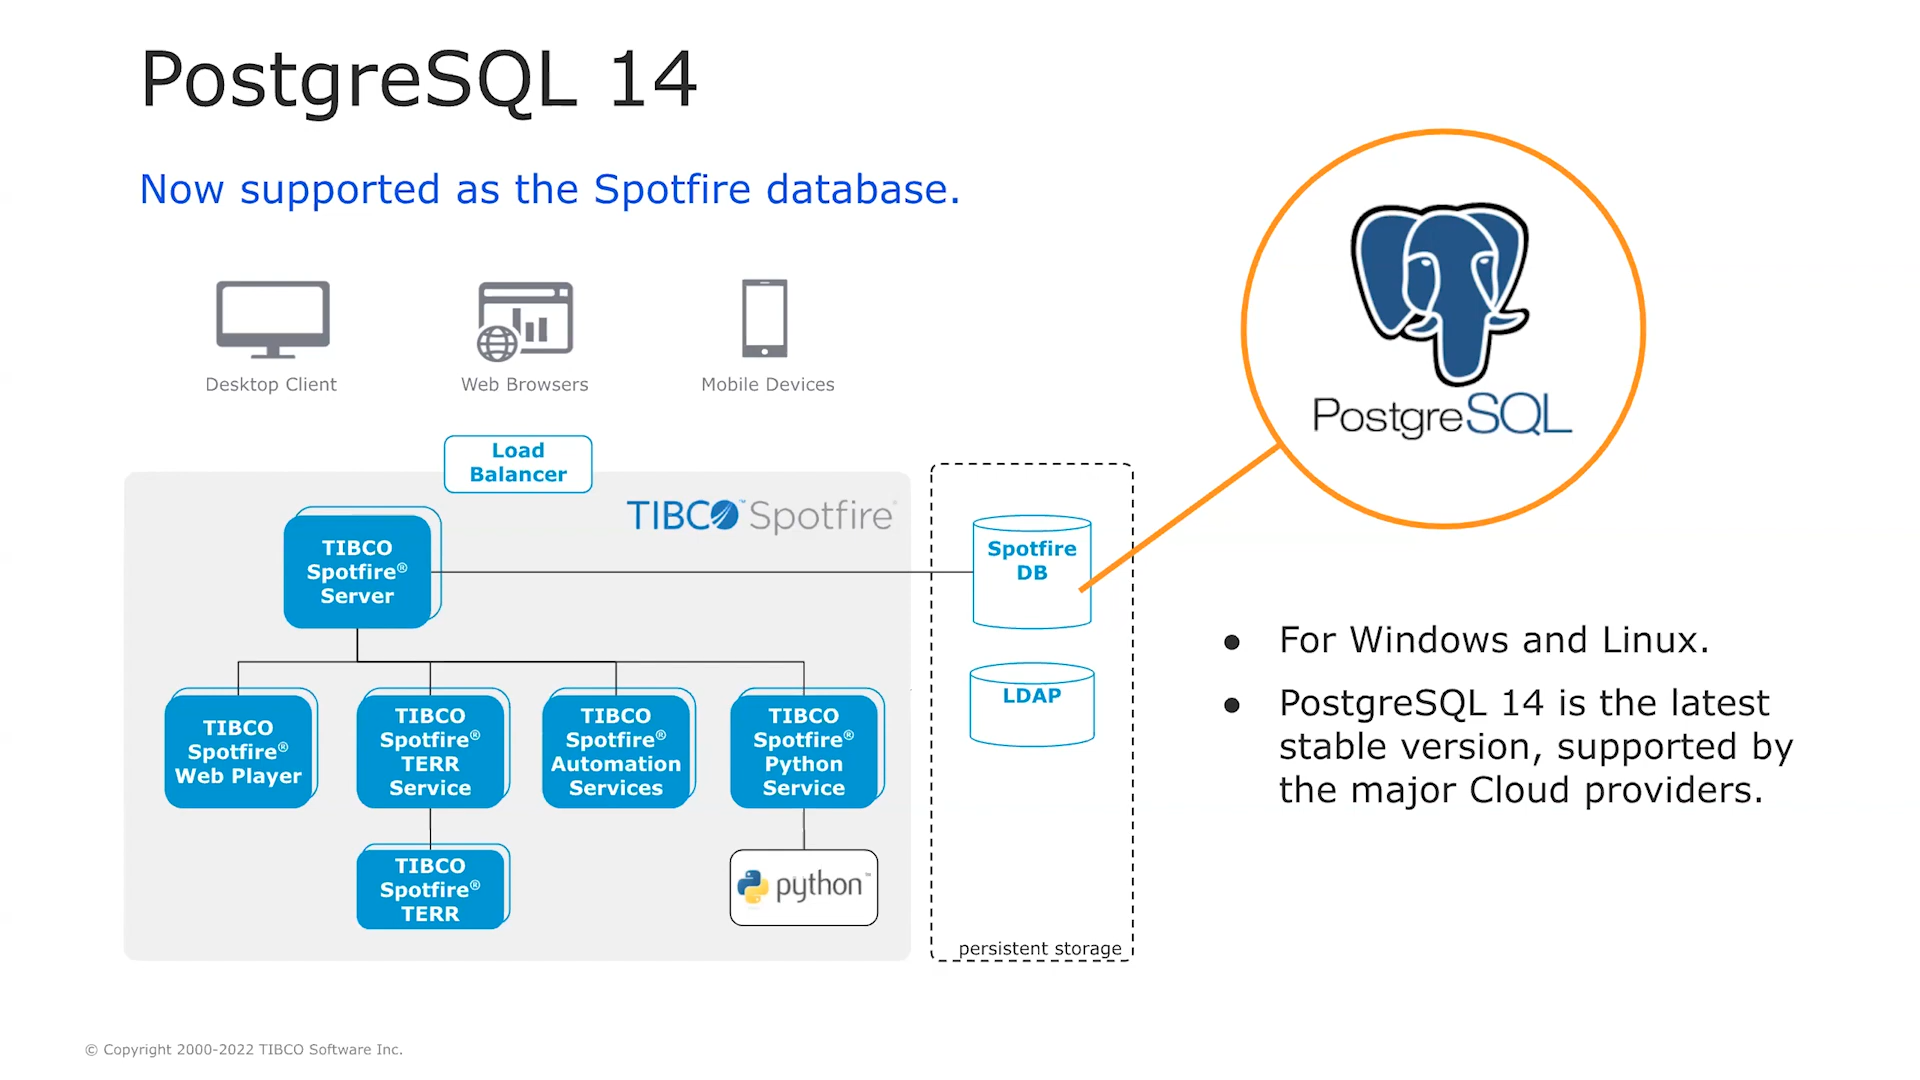 PostgreSQL 14
Now supported as the Spotfire database.
Desktop Client
Web Browsers
Mobile Devices
Load
Balancer
TIBCO™ Spotfire®
TIBCO
Spotfire®
Server
Spotfire
DB
LDAP
TIBCO
Spotfire®
Web Player
TIBCO
Spotfire®
TERR
Service
TIBCO
Spotfire®
Automation
Services
TIBCO
Spotfire®
Python
Service
TIBCO
Spotfire®
TERR
python™
persistent storage
PostgreSQL
● For Windows and Linux.
● PostgreSQL 14 is the latest
stable version, supported by
the major Cloud providers.
© Copyright 2000-2022 TIBCO Software Inc.